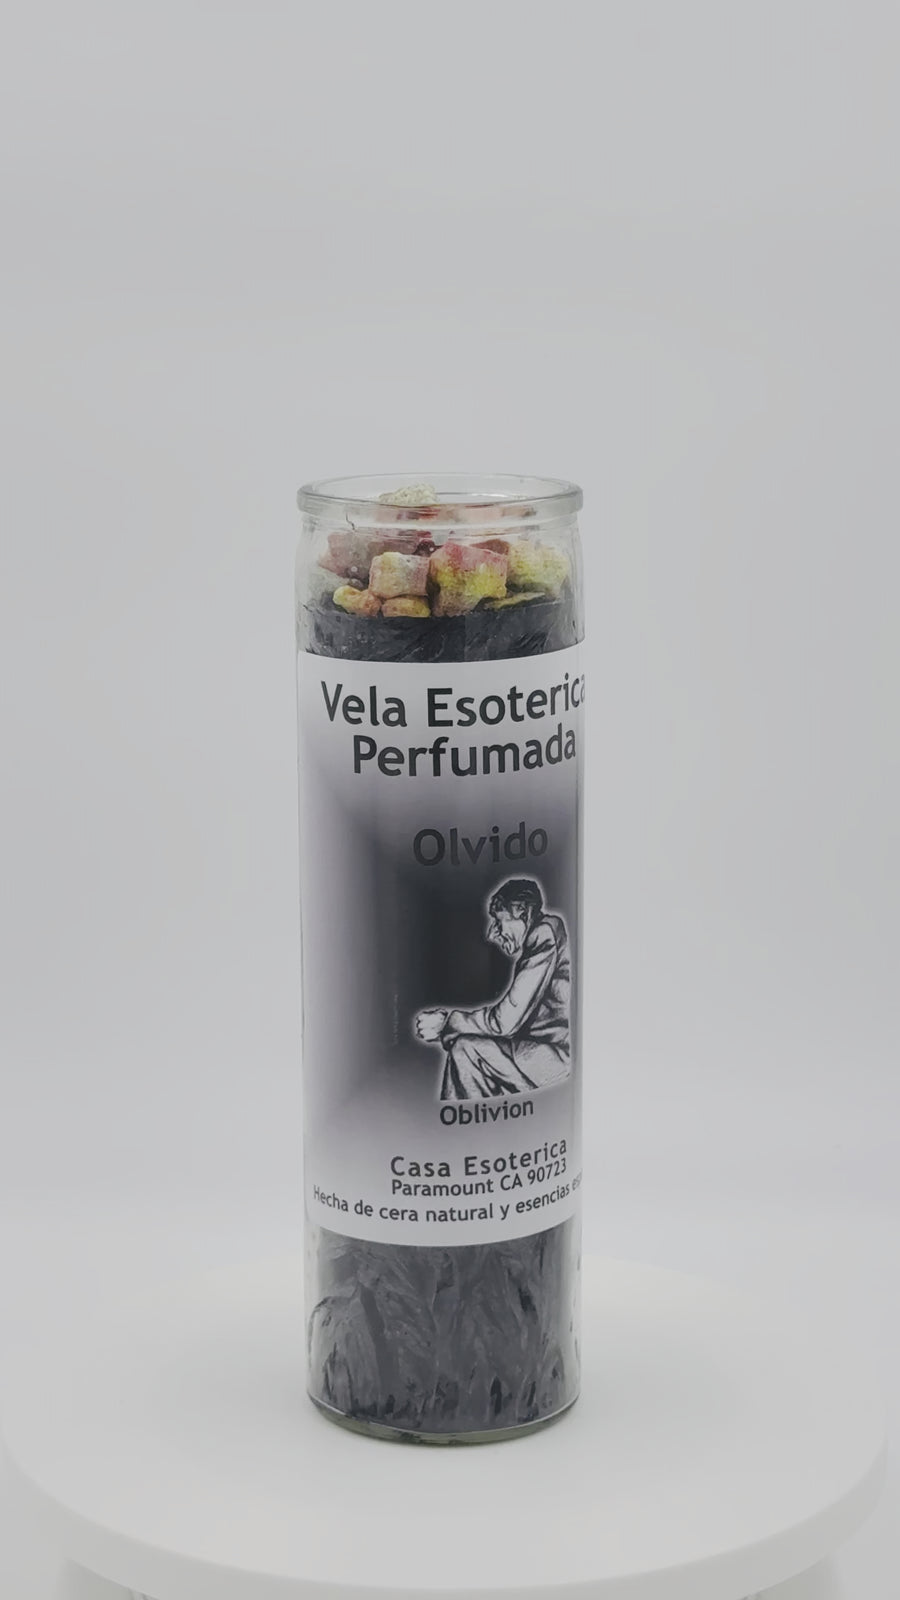 Vela Esoterica
Perfumada
Olvido
Oblivion
Casa Esoterica
Paramount CA 90723
Hecha de cera natural y esencias